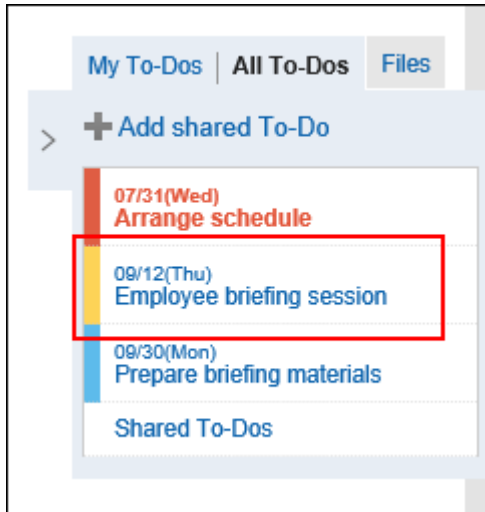 My To-Dos | All To-Dos Files
Add shared To-Do
07/31(Wed)
Arrange schedule
09/12(Thu)
Employee briefing session
09/30(Mon)
Prepare briefing materials
Shared To-Dos